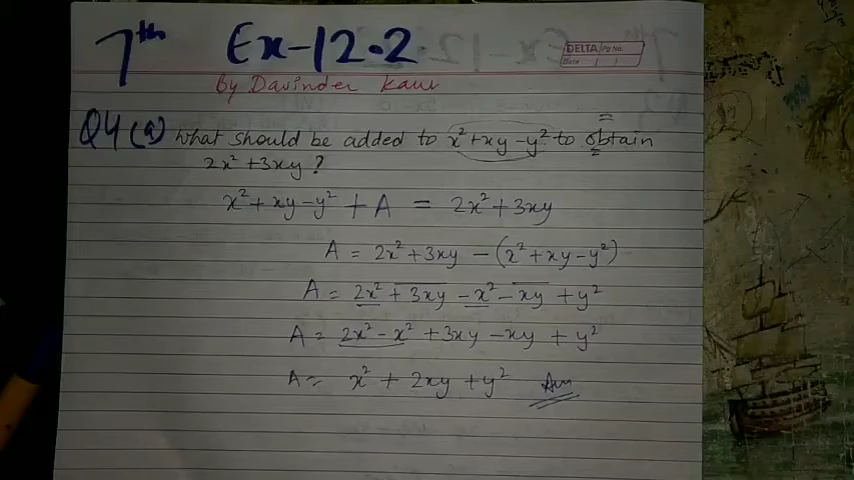 7th Ex-12.2
DELTA Pg No.
Date
By Davinder Kaur
Q4 (a) What should be added to x²+xy-y² to obtain
2x²+3xy?
x²+xy-y² + A = 2x²+3xy
A = 2x²+3xy - (x²+xy-y²)
A = 2x²+3xy - x² - xy + y²
A = 2x² - x² + 3xy - xy + y²
A = x² + 2xy + y² Ans